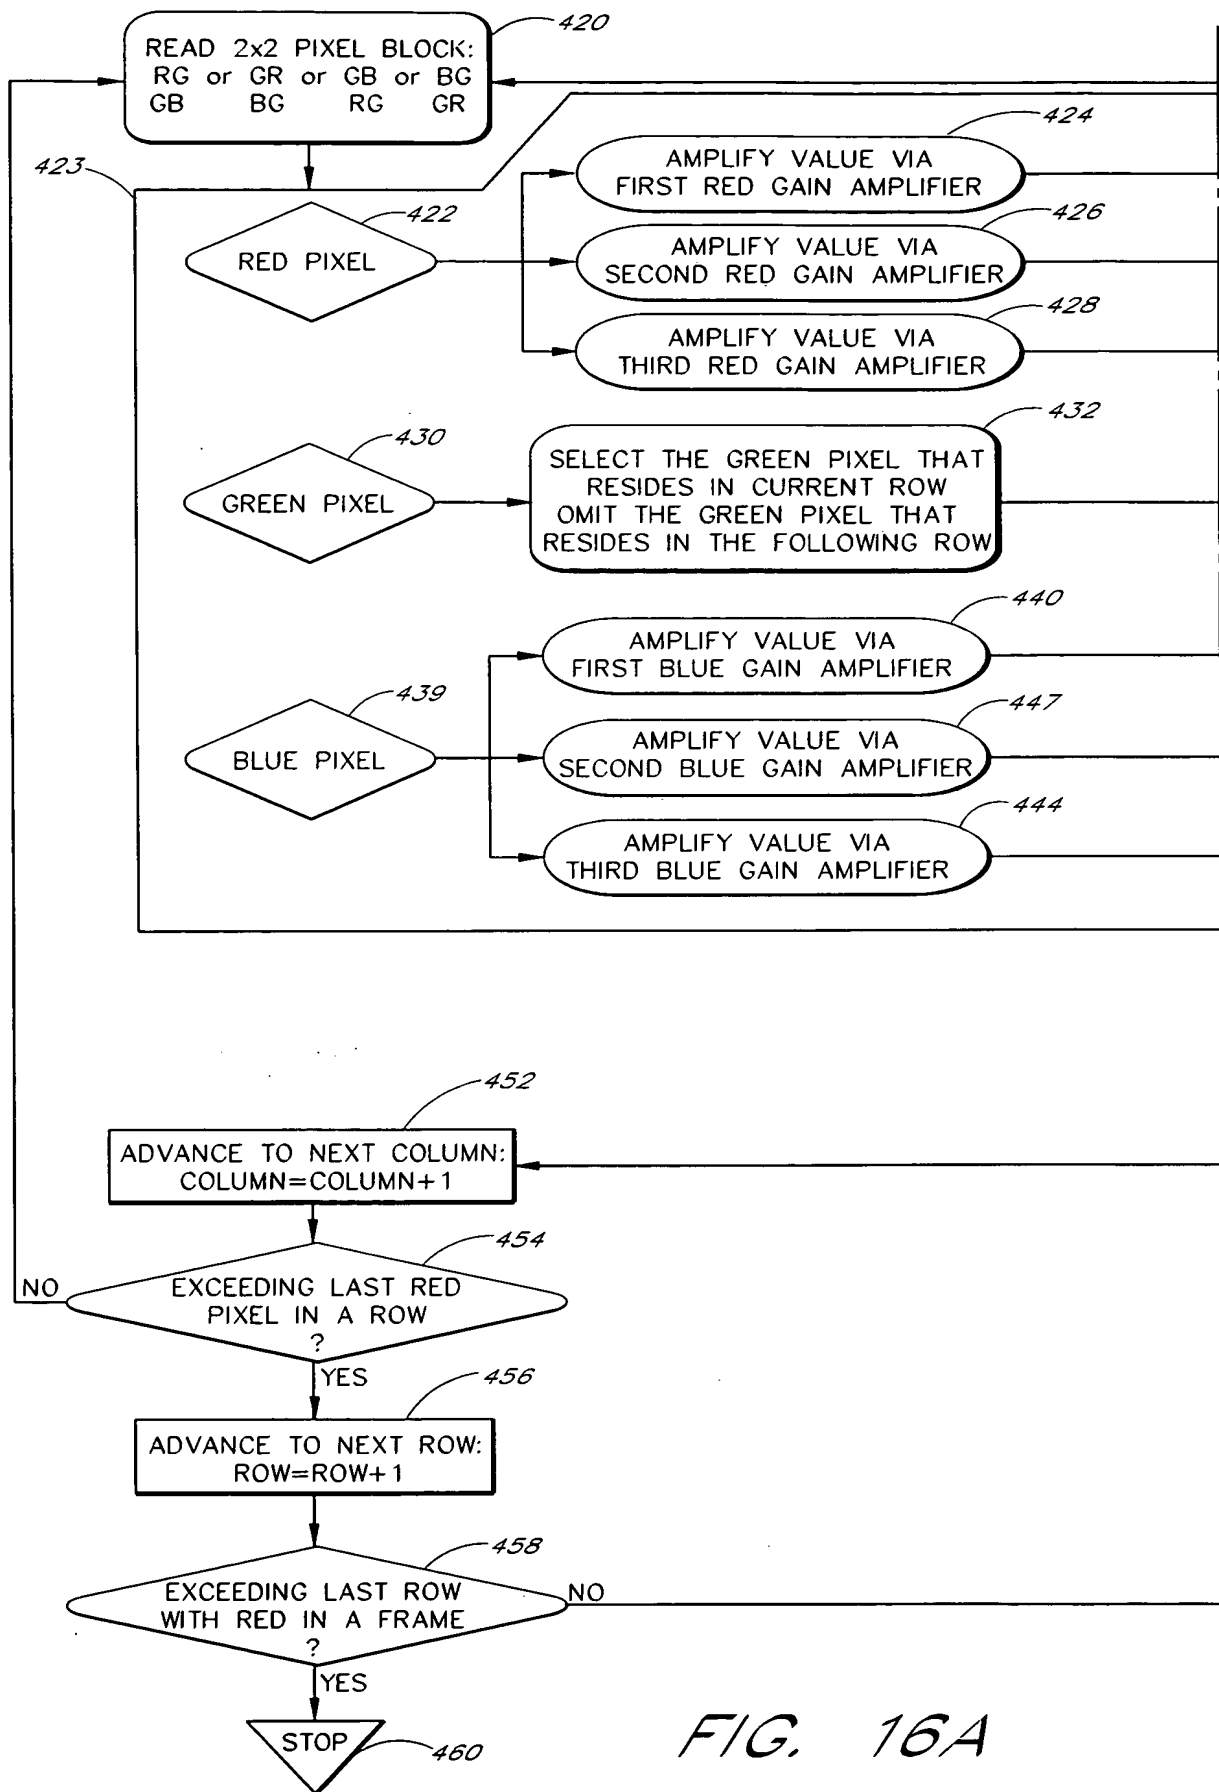 420
READ 2x2 PIXEL BLOCK:
RG or GR or GB or BG
GB BG RG GR
423
422
RED PIXEL
424
AMPLIFY VALUE VIA
FIRST RED GAIN AMPLIFIER
426
AMPLIFY VALUE VIA
SECOND RED GAIN AMPLIFIER
428
AMPLIFY VALUE VIA
THIRD RED GAIN AMPLIFIER
430
GREEN PIXEL
432
SELECT THE GREEN PIXEL THAT
RESIDES IN CURRENT ROW
OMIT THE GREEN PIXEL THAT
RESIDES IN THE FOLLOWING ROW
439
BLUE PIXEL
440
AMPLIFY VALUE VIA
FIRST BLUE GAIN AMPLIFIER
447
AMPLIFY VALUE VIA
SECOND BLUE GAIN AMPLIFIER
444
AMPLIFY VALUE VIA
THIRD BLUE GAIN AMPLIFIER
452
ADVANCE TO NEXT COLUMN:
COLUMN=COLUMN+1
454
NO
EXCEEDING LAST RED
PIXEL IN A ROW
?
YES
456
ADVANCE TO NEXT ROW:
ROW=ROW+1
458
EXCEEDING LAST ROW
WITH RED IN A FRAME
?
NO
YES
STOP
460
FIG. 16A